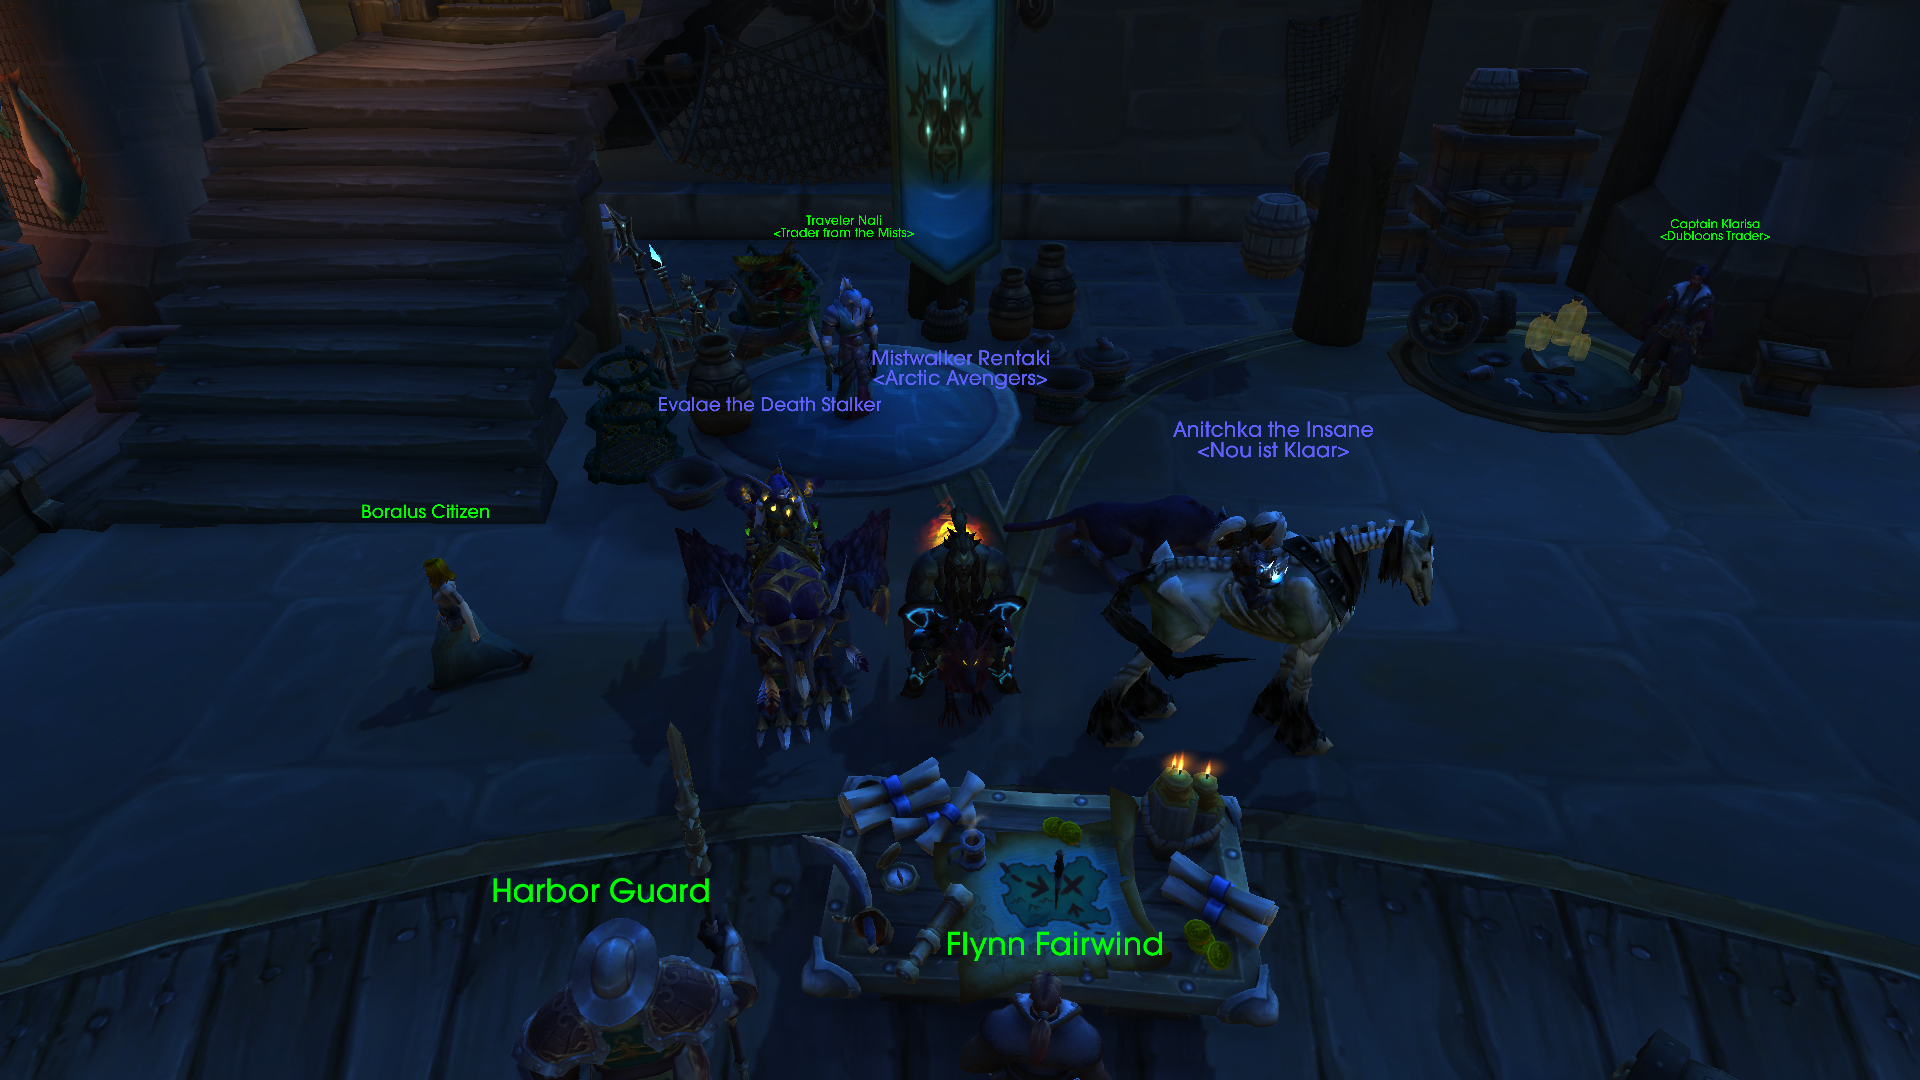 Traveler Nali
<Trader from the Mists>
Captain Klarisa
<Dubloons Trader>
Mistwalker Rentaki
<Arctic Avengers>
Evalae the Death Stalker
Anitchka the Insane
<Nou ist Klaar>
Boralus Citizen
Harbor Guard
Flynn Fairwind